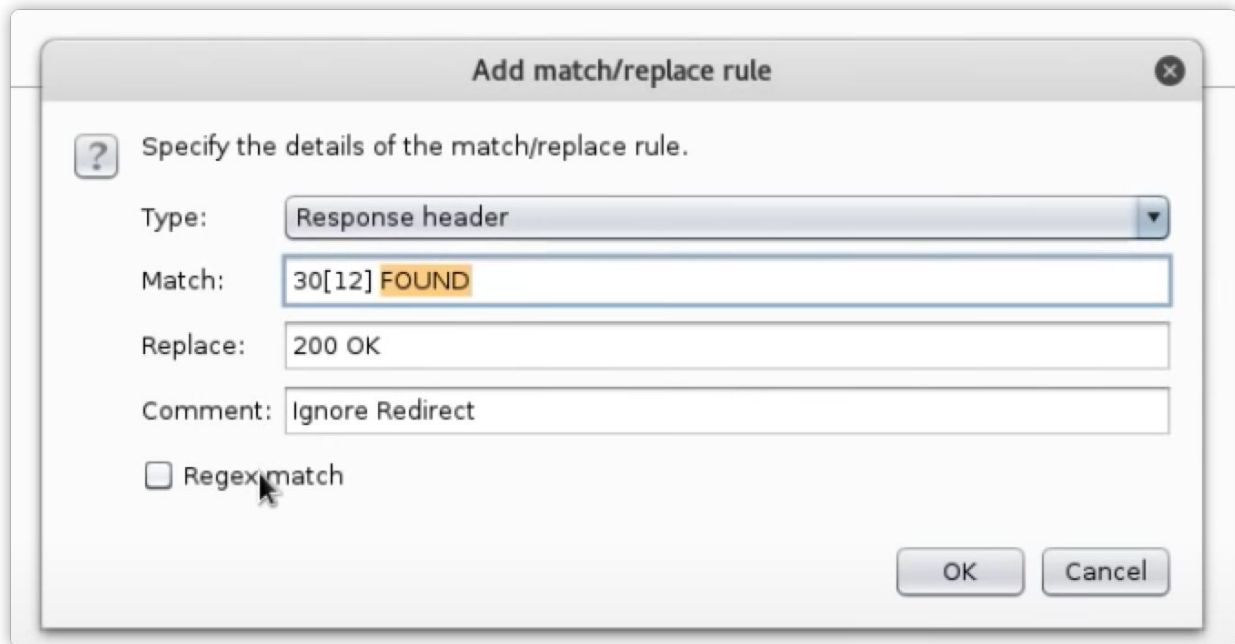 Add match/replace rule
?
Specify the details of the match/replace rule.
Type: Response header
Match: 30[12] FOUND
Replace: 200 OK
Comment: Ignore Redirect
Regex match
OK Cancel